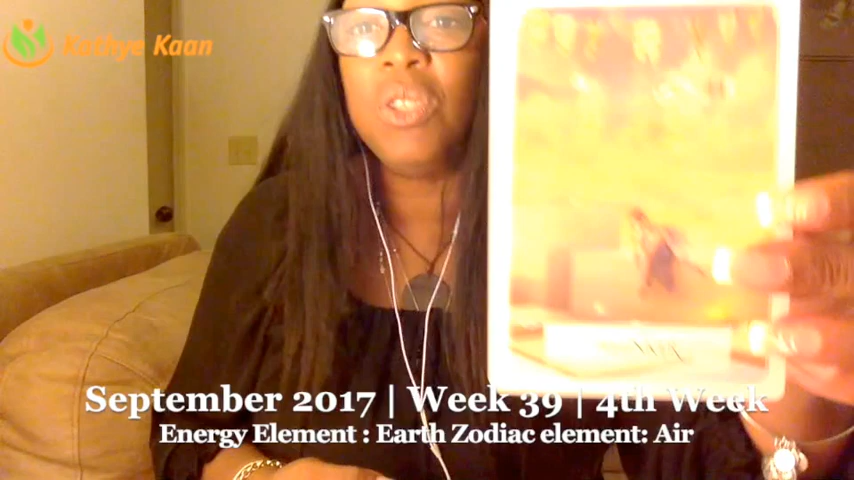 Kathye Kaan
September 2017 | Week 39 | 4th Week
Energy Element : Earth Zodiac element: Air